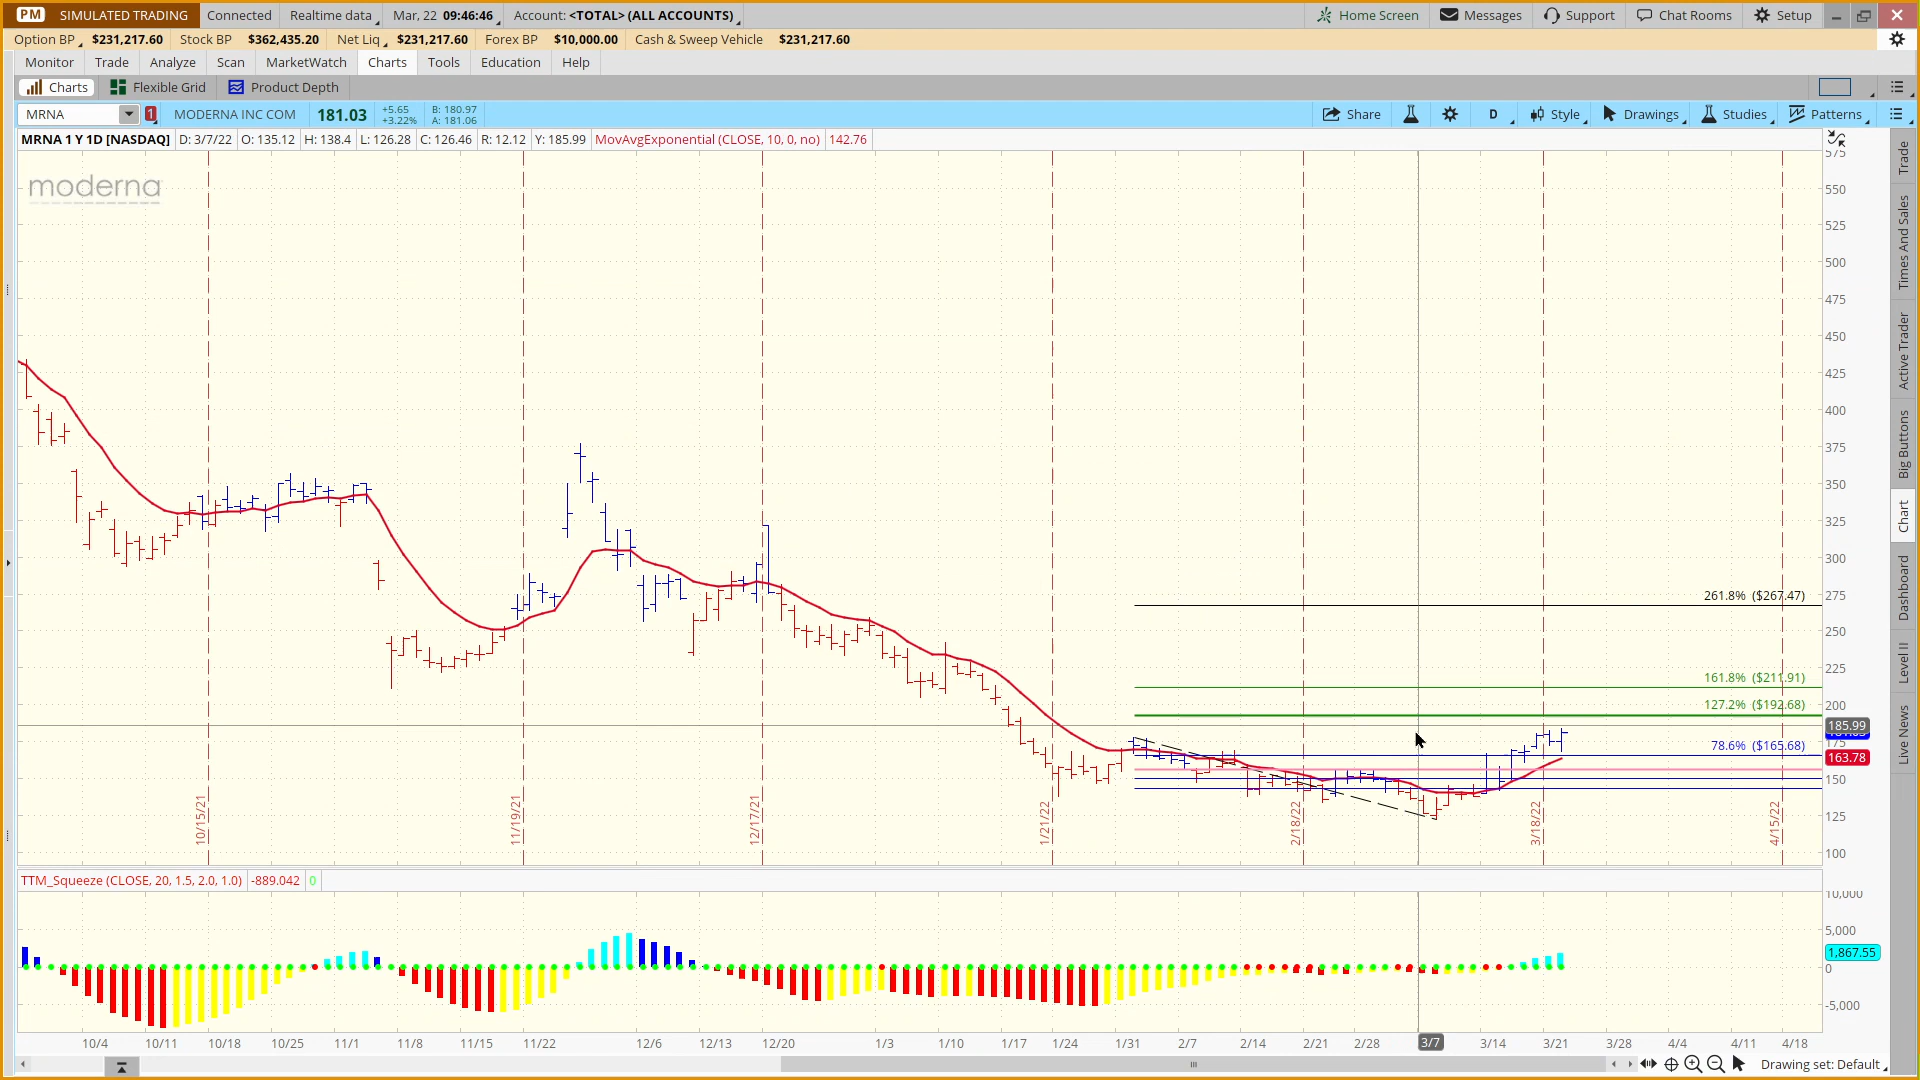 PM SIMULATED TRADING Connected Realtime data Mar, 22 09:46:46 Account: <TOTAL> (ALL ACCOUNTS) Home Screen Messages Support Chat Rooms Setup
Option BP $231,217.60 Stock BP $362,435.20 Net Liq $231,217.60 Forex BP $10,000.00 Cash & Sweep Vehicle $231,217.60
Monitor Trade Analyze Scan MarketWatch Charts Tools Education Help
Charts Flexible Grid Product Depth
MRNA 1 MODERNA INC COM 181.03 +5.65 B: 180.97 Share D Style Drawings Studies Patterns
+3.22% A: 181.06
MRNA 1 Y 1D [NASDAQ] D: 3/7/22 O: 135.12 H: 138.4 L: 126.28 C: 126.46 R: 12.12 Y: 185.99 MovAvgExponential (CLOSE, 10, 0, no) 142.76
moderna
575
550
525
500
475
450
425
400
375
350
325
300
275
250
225
200
175
150
125
100
261.8% ($267.47)
161.8% ($211.91)
127.2% ($192.68)
185.99
78.6% ($165.68)
163.78
10/15/21
11/19/21
12/17/21
1/21/22
2/18/22
3/18/22
4/15/22
TTM_Squeeze (CLOSE, 20, 1.5, 2.0, 1.0) -889.042 0
10,000
5,000
1,867.55
0
-5,000
10/4 10/11 10/18 10/25 11/1 11/8 11/15 11/22 12/6 12/13 12/20 1/3 1/10 1/17 1/24 1/31 2/7 2/14 2/21 2/28 3/7 3/14 3/21 3/28 4/4 4/11 4/18
Drawing set: Default
Trade
Times And Sales
Active Trader
Big Buttons
Chart
Dashboard
Level II
Live News